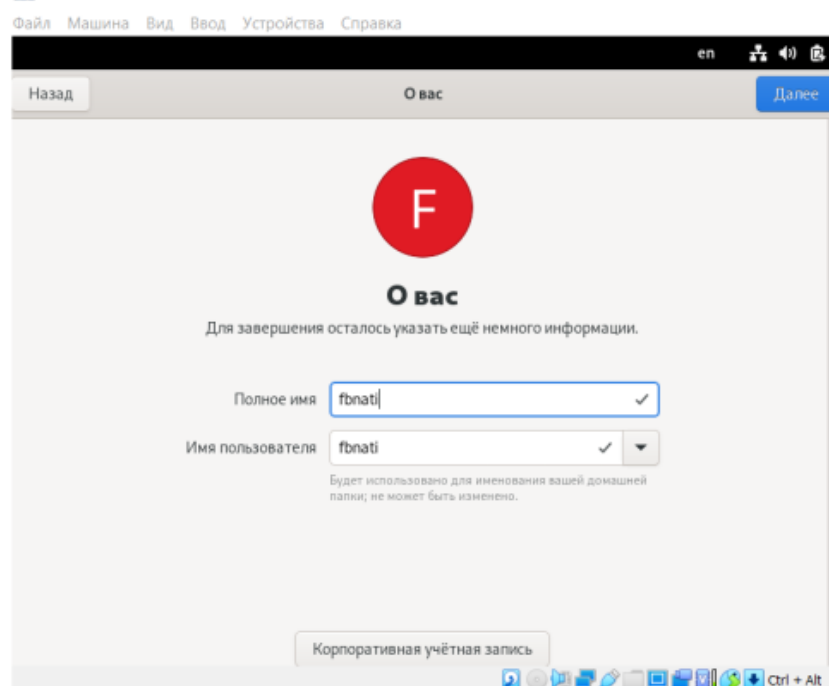 Файл Машина Вид Ввод Устройства Справка
en
Назад О вас Далее
F
О вас
Для завершения осталось указать ещё немного информации.
Полное имя fbnati
Имя пользователя fbnati
Будет использовано для именования вашей домашней
папки; не может быть изменено.
Корпоративная учётная запись
Ctrl + Alt